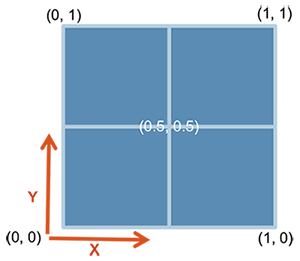 (0, 1) (1, 1)
(0.5, 0.5)
Y
(0, 0) (1, 0)
X